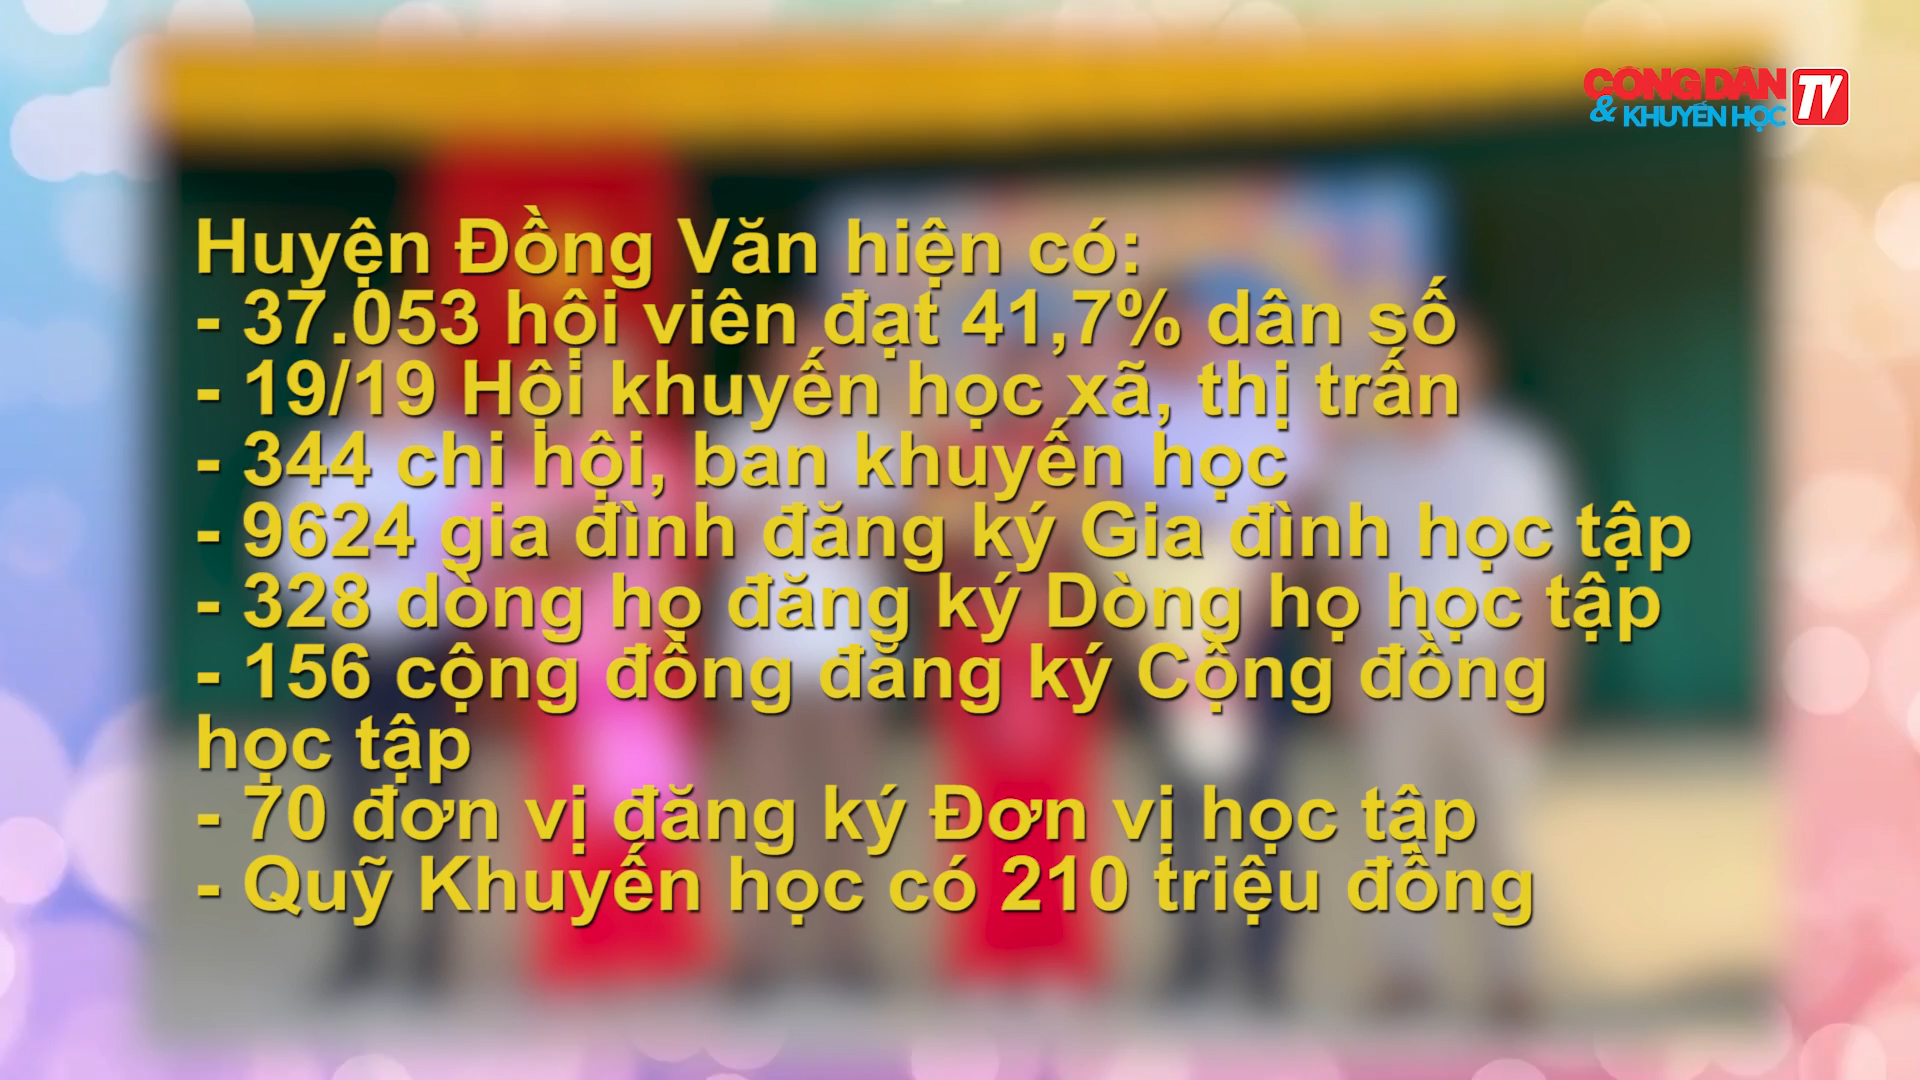 CÔNG DÂN
& KHUYẾN HỌC TV
Huyện Đồng Văn hiện có:
- 37.053 hội viên đạt 41,7% dân số
- 19/19 Hội khuyến học xã, thị trấn
- 344 chi hội, ban khuyến học
- 9624 gia đình đăng ký Gia đình học tập
- 328 dòng họ đăng ký Dòng họ học tập
- 156 cộng đồng đăng ký Cộng đồng
học tập
- 70 đơn vị đăng ký Đơn vị học tập
- Quỹ Khuyến học có 210 triệu đồng